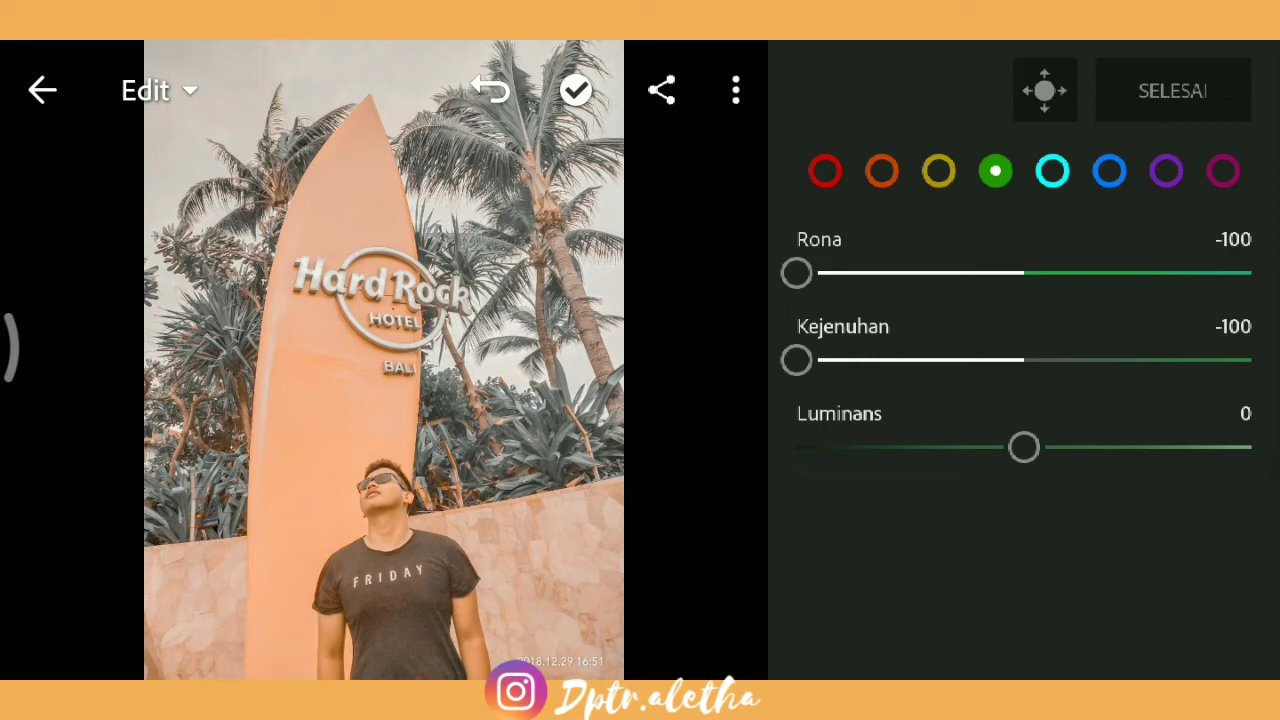 Edit
SELESAI
Rona -100
Kejenuhan -100
Luminans 0
Hard Rock
HOTEL
BALI
FRIDAY
2018.12.29 16:51
Dptr.aletha